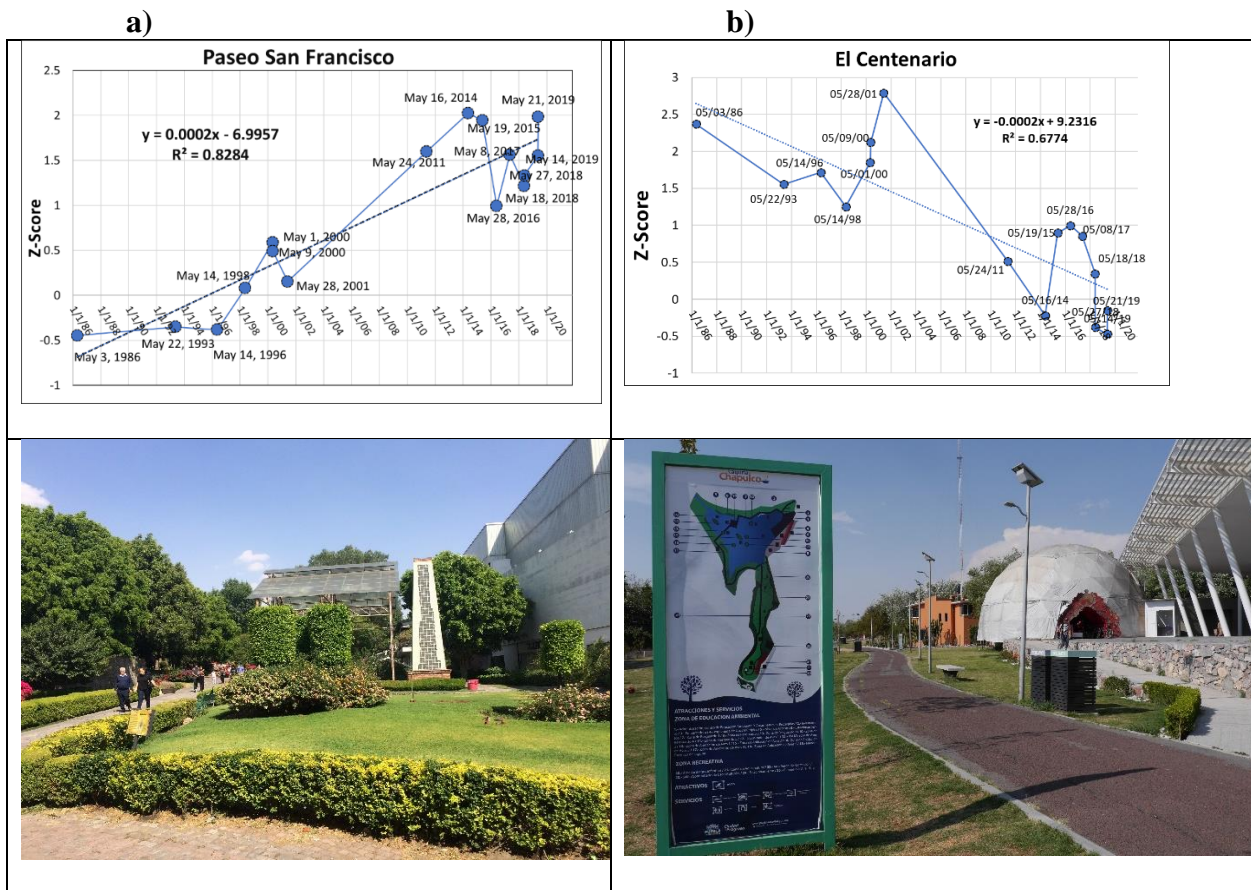 a)
b)
Paseo San Francisco
2.5
2
1.5
1
0.5
0
-0.5
-1
Z-Score
y = 0.0002x - 6.9957
R² = 0.8284
May 3, 1986
May 22, 1993
May 14, 1996
May 14, 1998
May 1, 2000
May 9, 2000
May 28, 2001
May 24, 2011
May 16, 2014
May 19, 2015
May 28, 2016
May 8, 2017
May 18, 2018
May 27, 2018
May 14, 2019
May 21, 2019
1/1/86
1/1/88
1/1/90
1/1/92
1/1/94
1/1/96
1/1/98
1/1/00
1/1/02
1/1/04
1/1/06
1/1/08
1/1/10
1/1/12
1/1/14
1/1/16
1/1/18
1/1/20
El Centenario
3
2.5
2
1.5
1
0.5
0
-0.5
-1
Z-Score
y = -0.0002x + 9.2316
R² = 0.6774
05/03/86
05/22/93
05/14/96
05/14/98
05/01/00
05/09/00
05/28/01
05/24/11
05/16/14
05/19/15
05/28/16
05/08/17
05/18/18
05/27/18
05/14/19
05/21/19
1/1/86
1/1/88
1/1/90
1/1/92
1/1/94
1/1/96
1/1/98
1/1/00
1/1/02
1/1/04
1/1/06
1/1/08
1/1/10
1/1/12
1/1/14
1/1/16
1/1/20
Chapulco
ATRACCIONES Y SERVICIOS
ZONA DE EDUCACION AMBIENTAL
ZONA RECREATIVA
ATRACTIVOS
SERVICIOS